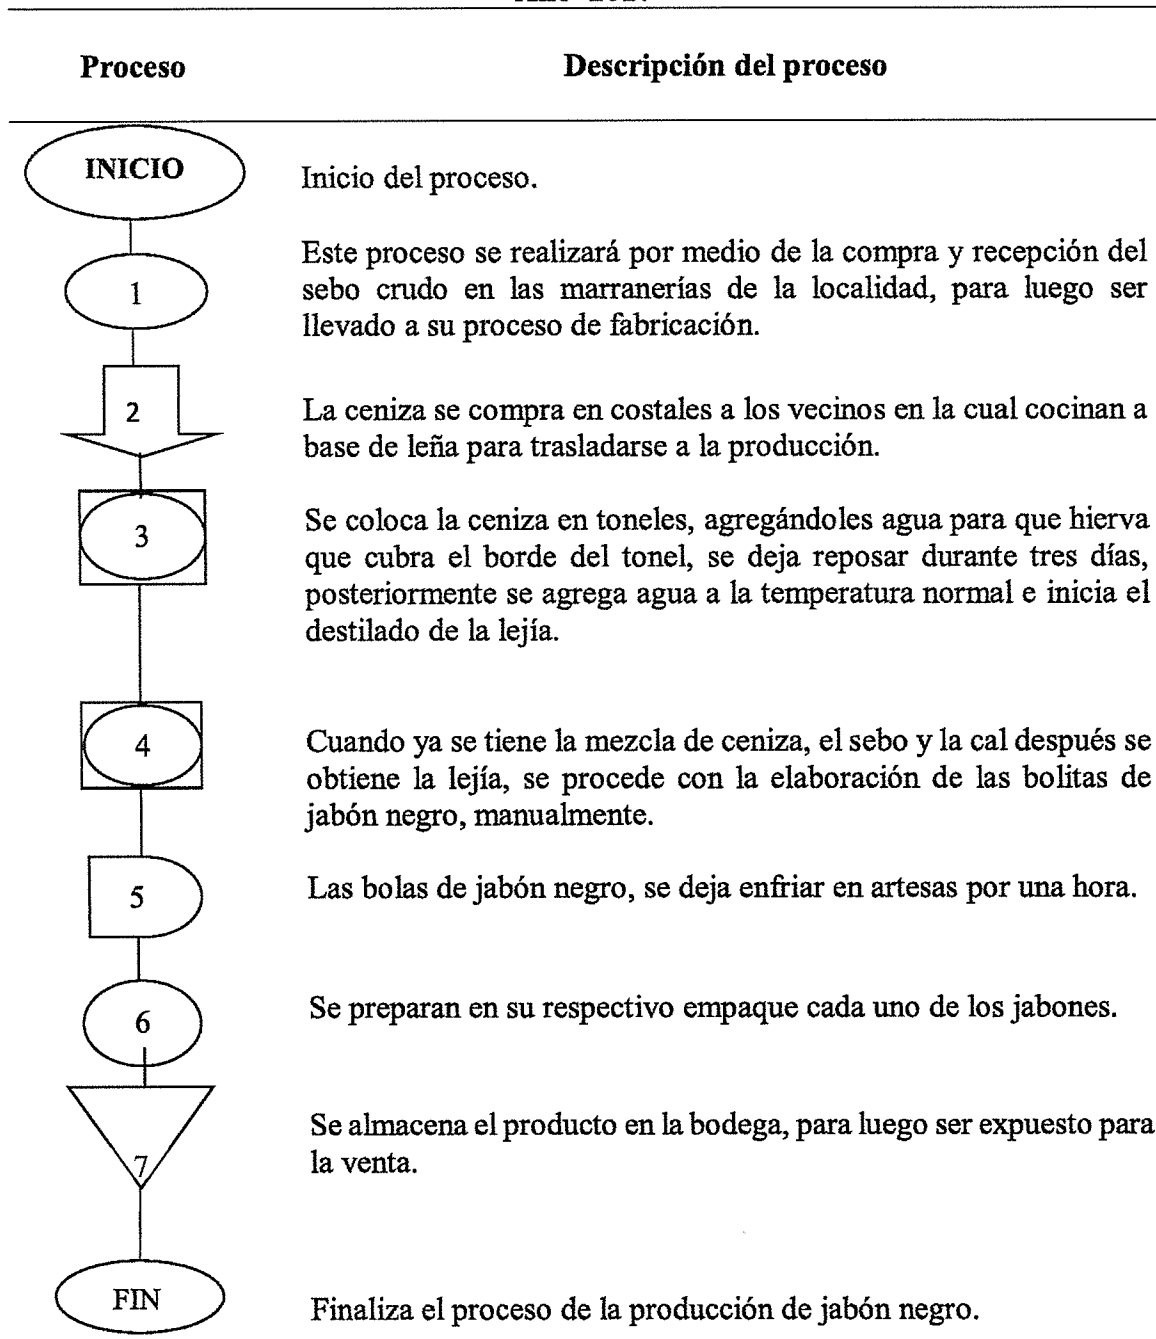 Proceso Descripción del proceso
INICIO
Inicio del proceso.
1
Este proceso se realizará por medio de la compra y recepción del
sebo crudo en las marranerías de la localidad, para luego ser
llevado a su proceso de fabricación.
2
La ceniza se compra en costales a los vecinos en la cual cocinan a
base de leña para trasladarse a la producción.
3
Se coloca la ceniza en toneles, agregándoles agua para que hierva
que cubra el borde del tonel, se deja reposar durante tres días,
posteriormente se agrega agua a la temperatura normal e inicia el
destilado de la lejía.
4
Cuando ya se tiene la mezcla de ceniza, el sebo y la cal después se
obtiene la lejía, se procede con la elaboración de las bolitas de
jabón negro, manualmente.
5
Las bolas de jabón negro, se deja enfriar en artesas por una hora.
6
Se preparan en su respectivo empaque cada uno de los jabones.
7
Se almacena el producto en la bodega, para luego ser expuesto para
la venta.
FIN
Finaliza el proceso de la producción de jabón negro.